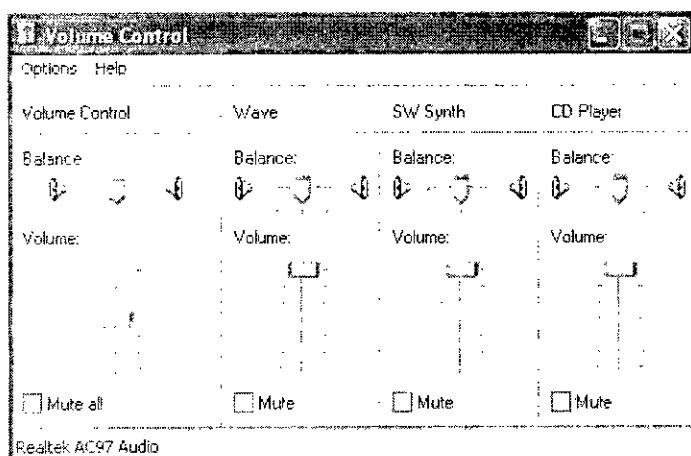 Volume Control
Options Help
Volume Control Wave SW Synth CD Player
Balance Balance: Balance: Balance:
Volume: Volume: Volume: Volume:
Mute all Mute Mute Mute
Realtek AC97 Audio